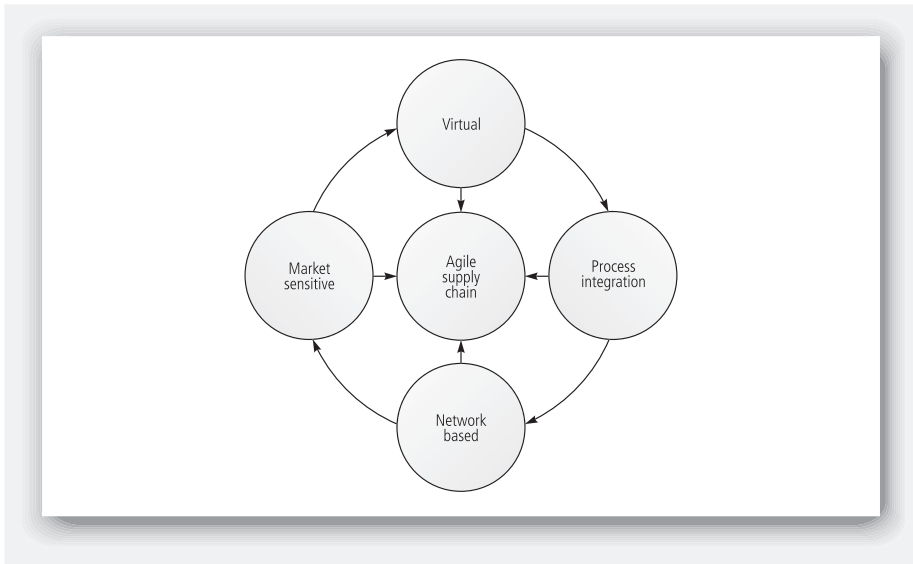 Virtual
Market
sensitive
Agile
supply
chain
Process
integration
Network
based